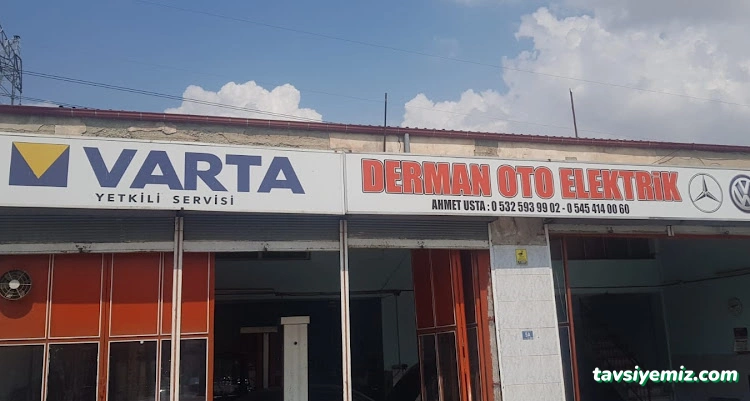 VARTA
YETKİLİ SERVİSİ
DERMAN OTO ELEKTRİK
AHMET USTA : 0 532 593 99 02 - 0 545 414 00 60
tavsiyemiz.com